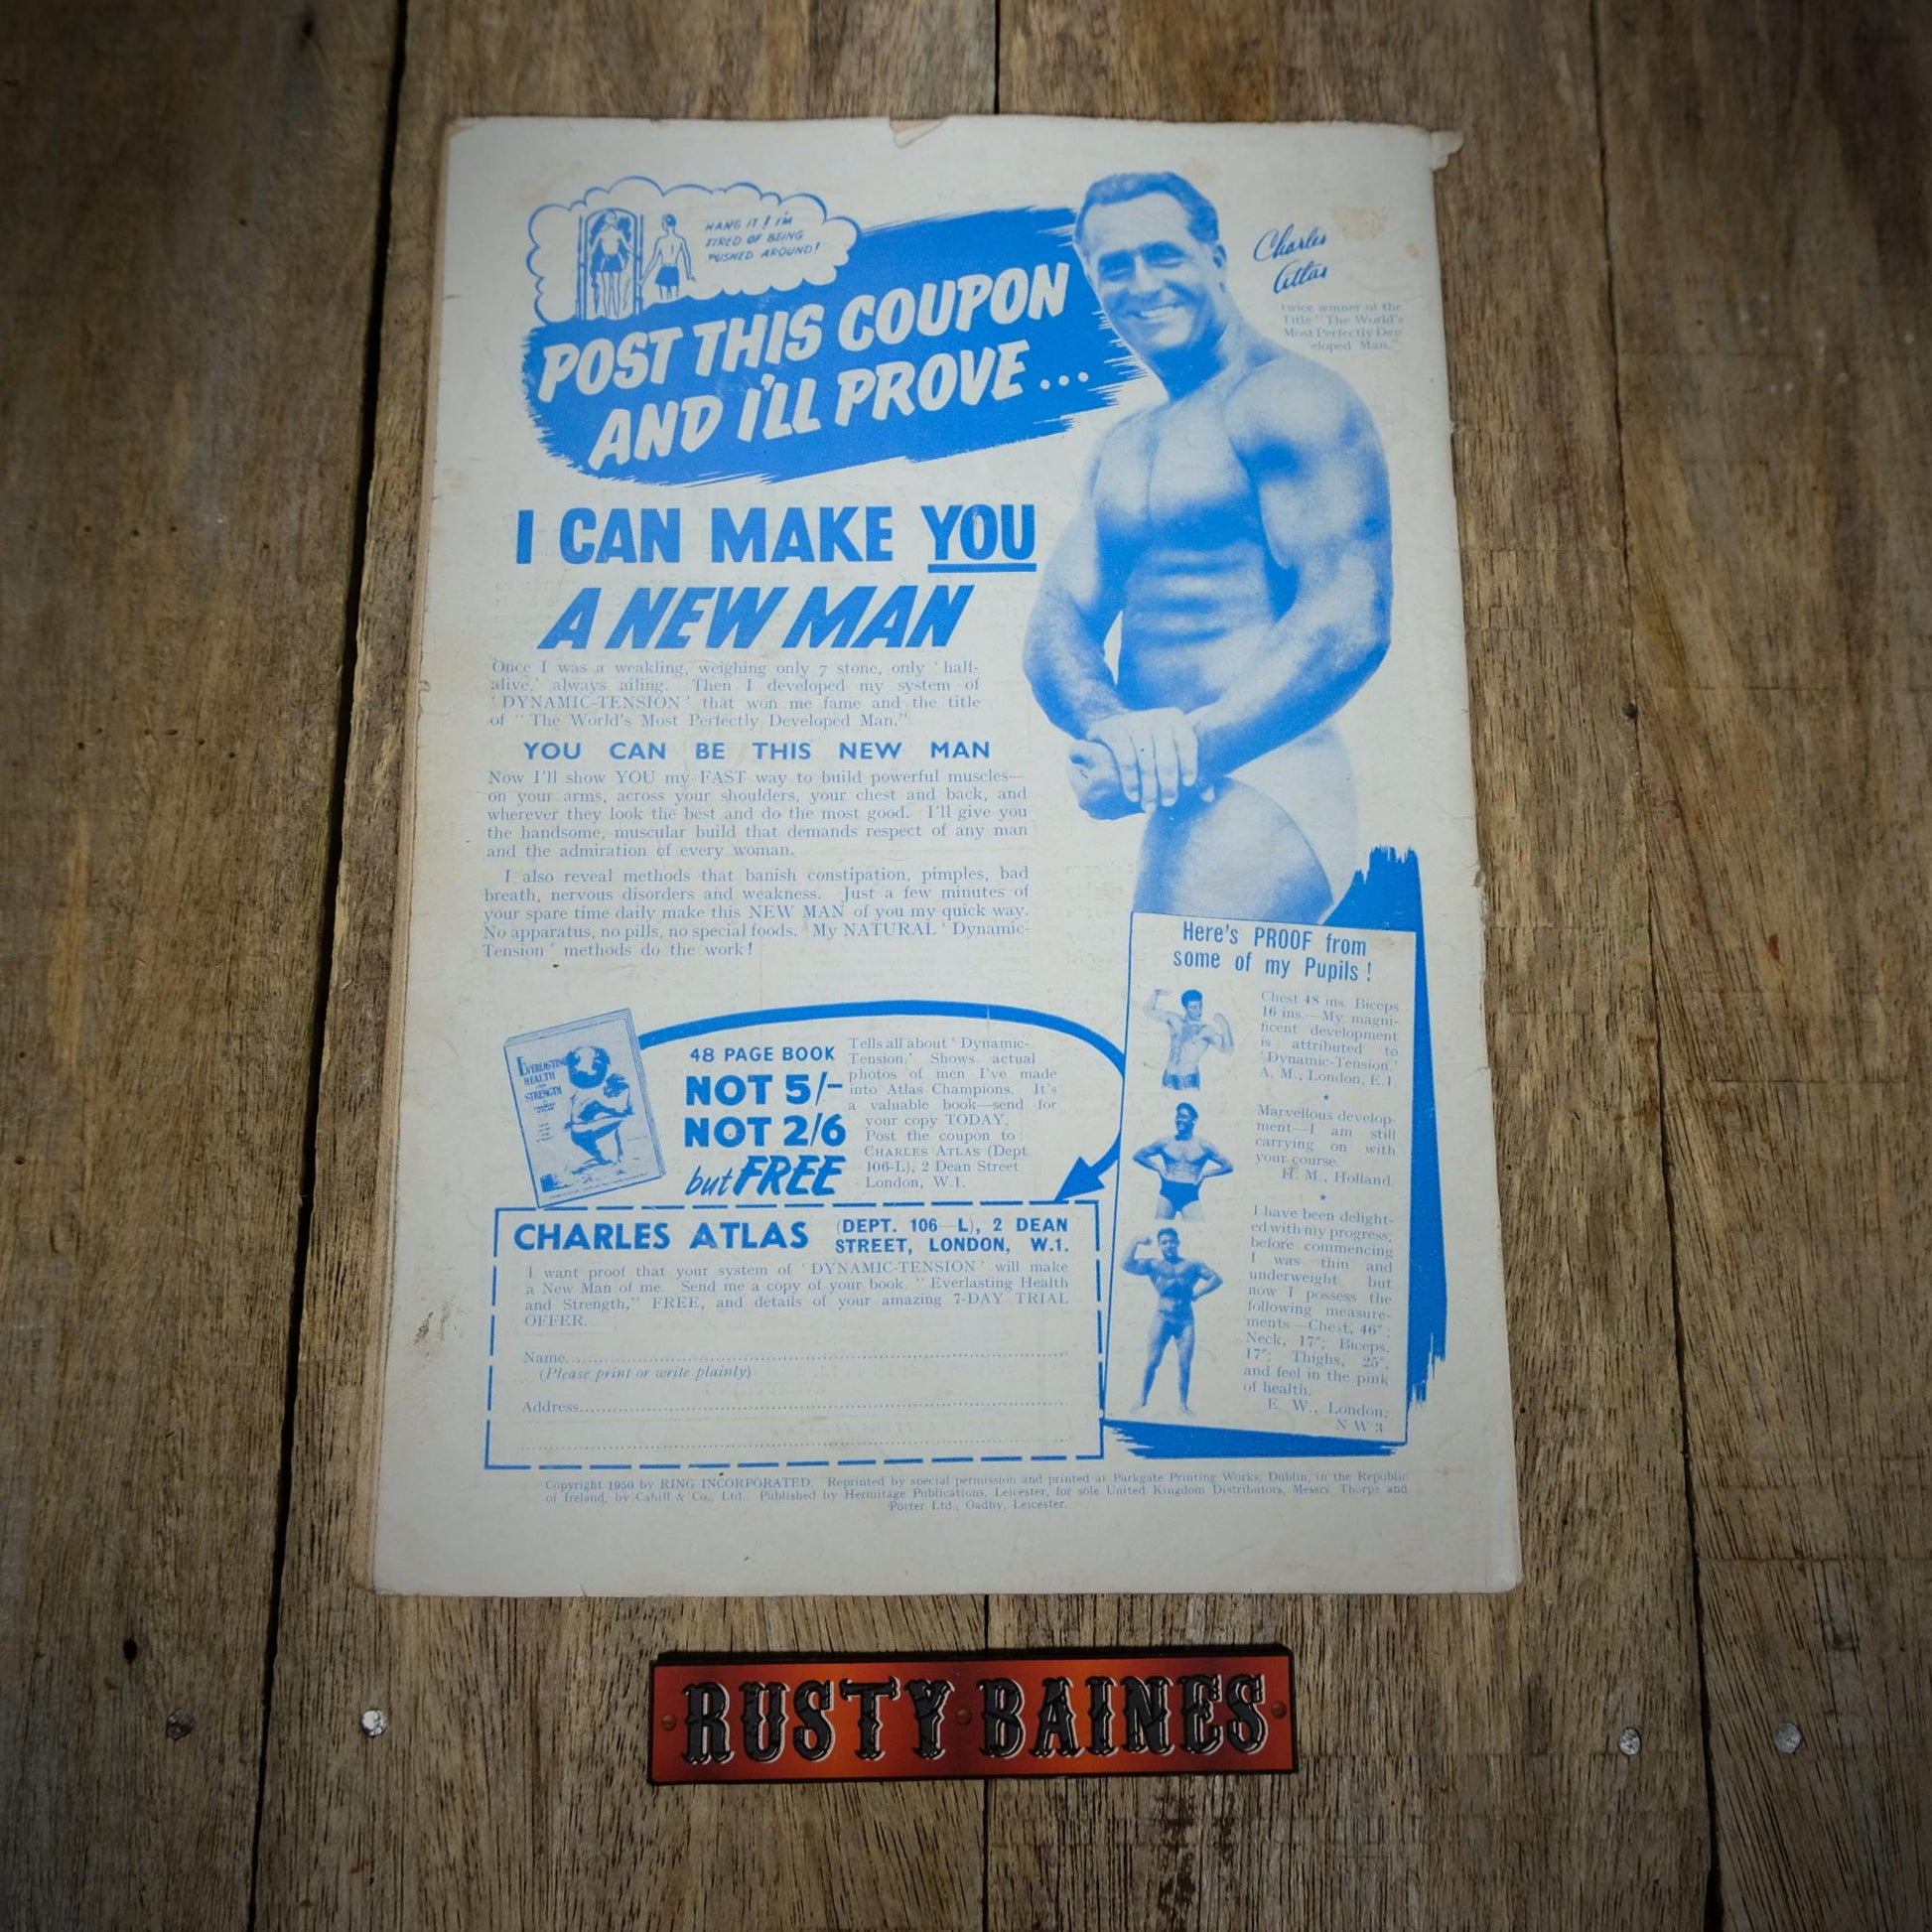 HANG IT! I'M
TIRED OF BEING
PUSHED AROUND!
POST THIS COUPON
AND I'LL PROVE...
Charles
Atlas
twice winner of the
Title "The World's
Most Perfectly Dev-
eloped Man."
I CAN MAKE YOU
A NEW MAN
Once I was a weakling, weighing only 7 stone, only 'half-
alive,' always ailing. Then I developed my system of
'DYNAMIC-TENSION' that won me fame and the title
of "The World's Most Perfectly Developed Man."
YOU CAN BE THIS NEW MAN
Now I'll show YOU my FAST way to build powerful muscles—
on your arms, across your shoulders, your chest and back, and
wherever they look the best and do the most good. I'll give you
the handsome, muscular build that demands respect of any man
and the admiration of every woman.
I also reveal methods that banish constipation, pimples, bad
breath, nervous disorders and weakness. Just a few minutes of
your spare time daily make this NEW MAN of you my quick way.
No apparatus, no pills, no special foods. My NATURAL 'Dynamic-
Tension' methods do the work!
EVERLASTING
HEALTH
STRENGTH
48 PAGE BOOK
NOT 5/-
NOT 2/6
but FREE
Tells all about 'Dynamic-
Tension.' Shows actual
photos of men I've made
into Atlas Champions. It's
a valuable book—send for
your copy TODAY.
Post the coupon to:
CHARLES ATLAS (Dept
106-L), 2 Dean Street
London, W.1.
CHARLES ATLAS
(DEPT. 106—L), 2 DEAN
STREET, LONDON, W.1.
I want proof that your system of 'DYNAMIC-TENSION' will make
a New Man of me. Send me a copy of your book, "Everlasting Health
and Strength," FREE, and details of your amazing 7-DAY TRIAL
OFFER.
Name
(Please print or write plainly)
Address
Here's PROOF from
some of my Pupils!
Chest 48 ins. Biceps
16 ins.—My magni-
ficent development
is attributed to
'Dynamic-Tension.'
A. M., London, E.1.
Marvellous develop-
ment—I am still
carrying on with
your course.
H. M., Holland.
I have been delight-
ed with my progress;
before commencing
I was thin and
underweight but
now I possess the
following measure-
ments—Chest, 46";
Neck, 17"; Biceps,
17"; Thighs, 25",
and feel in the pink
of health.
E. W., London,
N W 3
Copyright 1950 by RING INCORPORATED. Reprinted by special permission and printed at Parkgate Printing Works, Dublin, in the Republic
of Ireland, by Cahill & Co., Ltd. Published by Hermitage Publications, Leicester, for sole United Kingdom Distributors, Messrs Thorpe and
Porter Ltd., Oadby, Leicester.
RUSTY BAINES